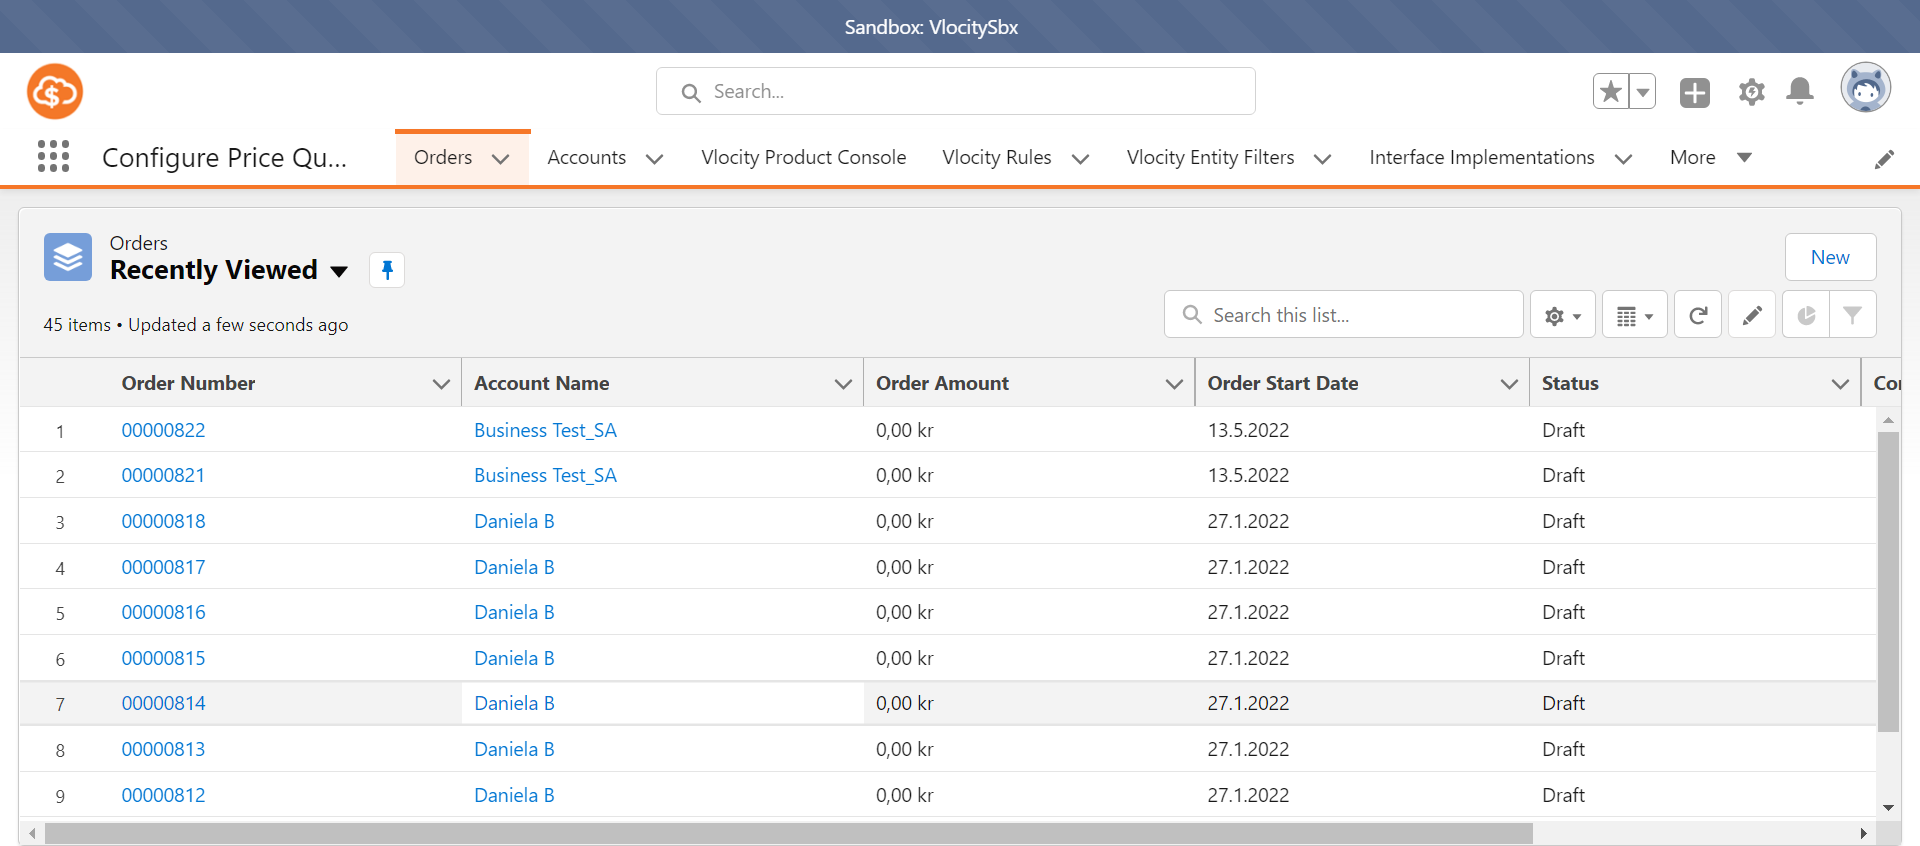 Sandbox: VlocitySbx
Search...
Configure Price Qu... Orders Accounts Vlocity Product Console Vlocity Rules Vlocity Entity Filters Interface Implementations More
Orders
Recently Viewed
New
45 items • Updated a few seconds ago
Search this list...
Order Number Account Name Order Amount Order Start Date Status
1 00000822 Business Test_SA 0,00 kr 13.5.2022 Draft
2 00000821 Business Test_SA 0,00 kr 13.5.2022 Draft
3 00000818 Daniela B 0,00 kr 27.1.2022 Draft
4 00000817 Daniela B 0,00 kr 27.1.2022 Draft
5 00000816 Daniela B 0,00 kr 27.1.2022 Draft
6 00000815 Daniela B 0,00 kr 27.1.2022 Draft
7 00000814 Daniela B 0,00 kr 27.1.2022 Draft
8 00000813 Daniela B 0,00 kr 27.1.2022 Draft
9 00000812 Daniela B 0,00 kr 27.1.2022 Draft